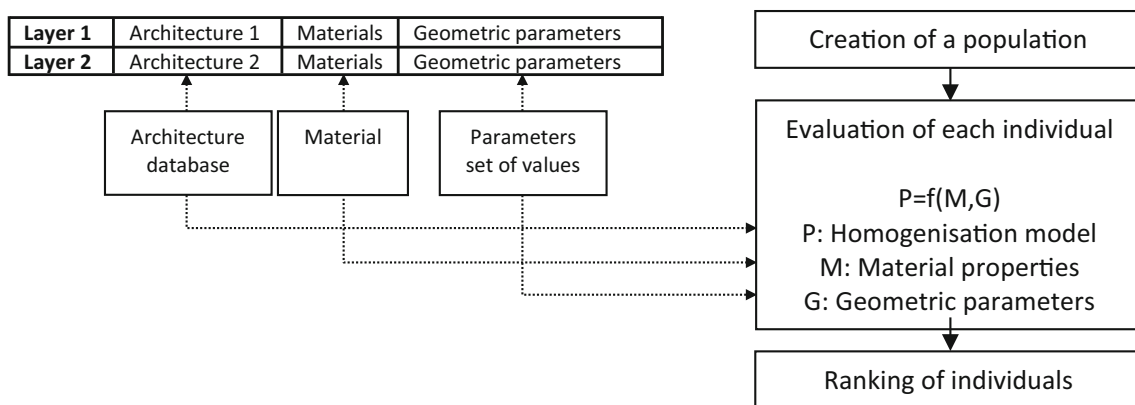 Layer 1 Architecture 1 Materials Geometric parameters
Layer 2 Architecture 2 Materials Geometric parameters
Architecture
database
Material
Parameters
set of values
Creation of a population
Evaluation of each individual
P=f(M,G)
P: Homogenisation model
M: Material properties
G: Geometric parameters
Ranking of individuals